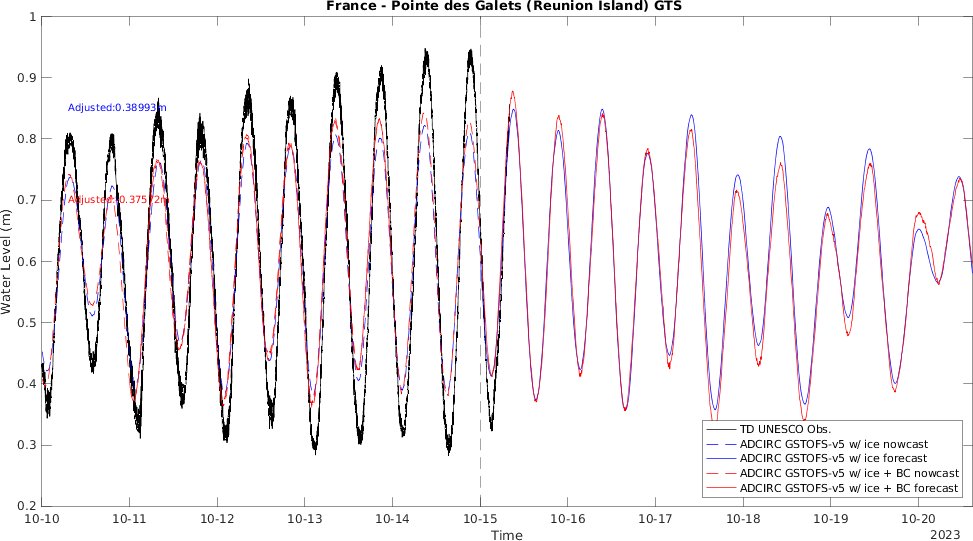 France - Pointe des Galets (Reunion Island) GTS
1
0.9
0.8
0.7
0.6
0.5
0.4
0.3
0.2
Water Level (m)
Adjusted:0.38993m
Adjusted:0.37572m
10-10
10-11
10-12
10-13
10-14
10-15
10-16
10-17
10-18
10-19
10-20
Time
2023
TD UNESCO Obs.
ADCIRC GSTOFS-v5 w/ ice nowcast
ADCIRC GSTOFS-v5 w/ ice forecast
ADCIRC GSTOFS-v5 w/ ice + BC nowcast
ADCIRC GSTOFS-v5 w/ ice + BC forecast